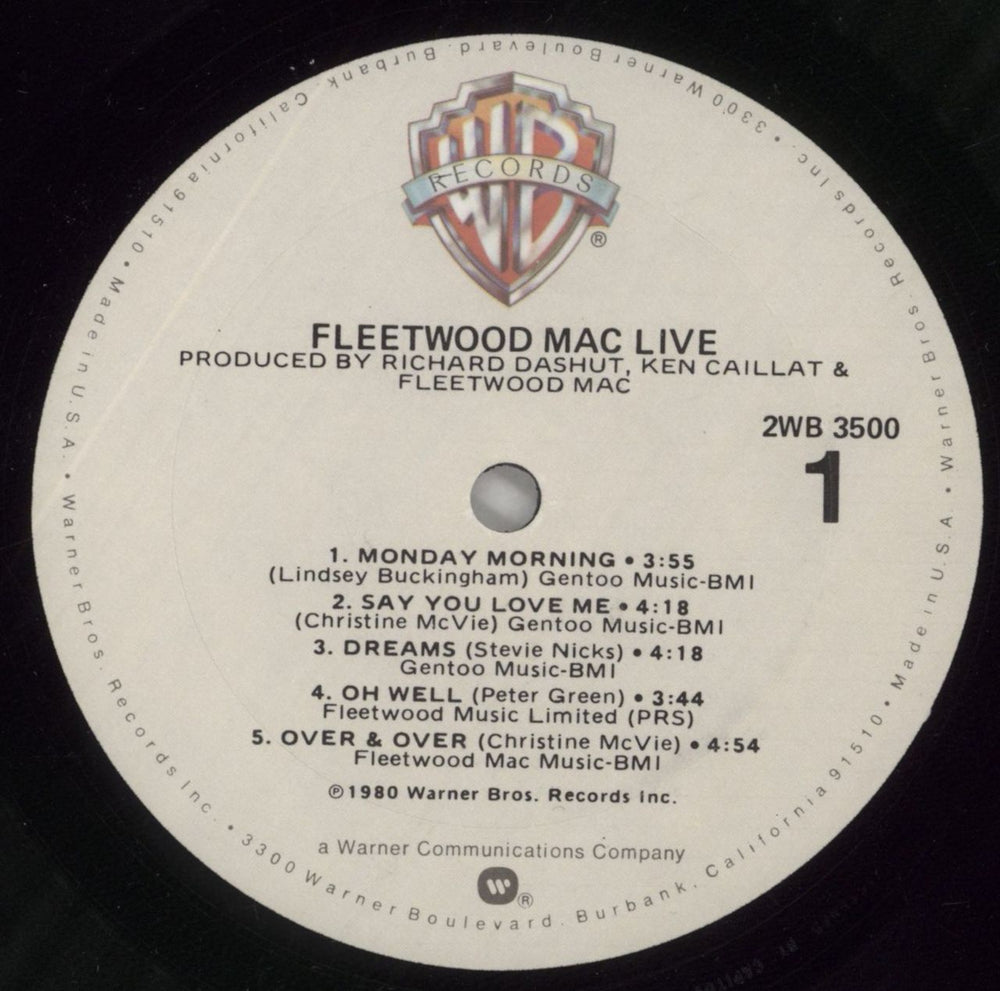 WB
RECORDS
®
FLEETWOOD MAC LIVE
PRODUCED BY RICHARD DASHUT, KEN CAILLAT &
FLEETWOOD MAC
2WB 3500
1
1. MONDAY MORNING • 3:55
(Lindsey Buckingham) Gentoo Music-BMI
2. SAY YOU LOVE ME • 4:18
(Christine McVie) Gentoo Music-BMI
3. DREAMS (Stevie Nicks) • 4:18
Gentoo Music-BMI
4. OH WELL (Peter Green) • 3:44
Fleetwood Music Limited (PRS)
5. OVER & OVER (Christine McVie) • 4:54
Fleetwood Mac Music-BMI
℗1980 Warner Bros. Records Inc.
a Warner Communications Company
®
Warner Bros. Records Inc. • 3300 Warner Boulevard. Burbank. California 91510 • Made in U.S.A. • Warner Bros. Records Inc. • 3300 Warner Boulevard. Burbank. California 91510 • Made in U.S.A. •